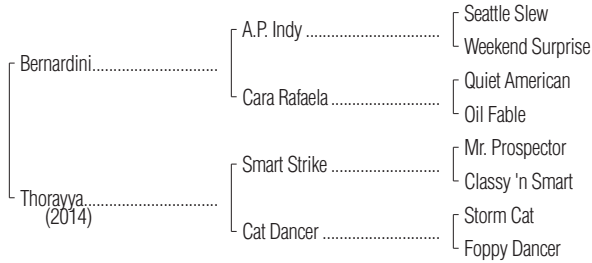 Seattle Slew
A.P. Indy ....................................
Weekend Surprise
Bernardini.................................
Quiet American
Cara Rafaela .............................
Oil Fable
Mr. Prospector
Smart Strike ..............................
Classy 'n Smart
Thorayya...................................
(2014)
Storm Cat
Cat Dancer ................................
Foppy Dancer